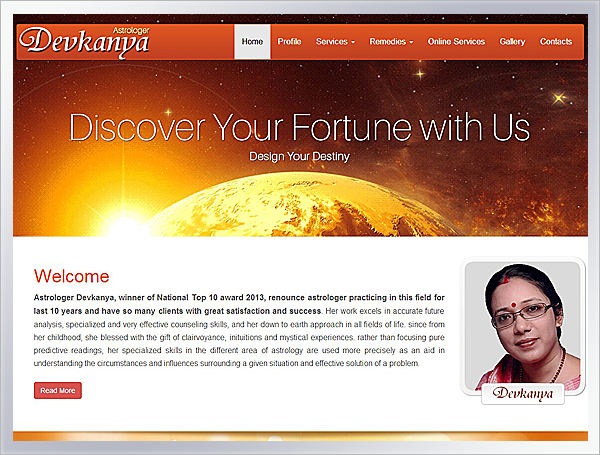 Astrologer
Devkanya
Home Profile Services Remedies Online Services Gallery Contacts
Discover Your Fortune with Us
Design Your Destiny
Welcome
Astrologer Devkanya, winner of National Top 10 award 2013, renounce astrologer practicing in this field for
last 10 years and have so many clients with great satisfaction and success. Her work excels in accurate future
analysis, specialized and very effective counseling skills, and her down to earth approach in all fields of life. since from
her childhood, she blessed with the gift of clairvoyance, inituitions and mystical experiences. rather than focusing pure
predictive readings, her specialized skills in the different area of astrology are used more precisely as an aid in
understanding the circumstances and influences surrounding a given situation and effective solution of a problem.
Read More
Devkanya